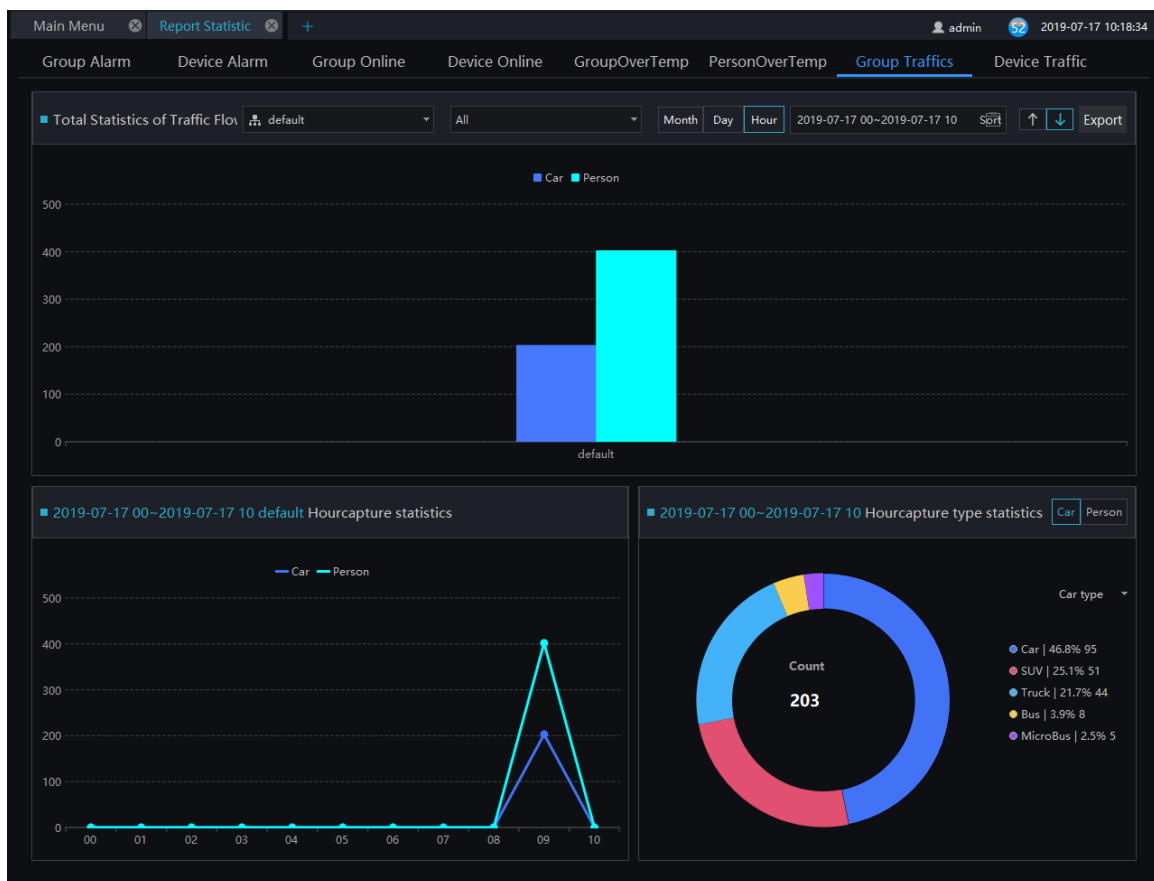 Main Menu Report Statistic + admin 52 2019-07-17 10:18:34
Group Alarm Device Alarm Group Online Device Online GroupOverTemp PersonOverTemp Group Traffics Device Traffic
Total Statistics of Traffic Flov default All Month Day Hour 2019-07-17 00~2019-07-17 10 Sort ↑ ↓ Export
Car Person
500
400
300
200
100
0
default
2019-07-17 00~2019-07-17 10 default Hourcapture statistics
Car Person
500
400
300
200
100
0
00 01 02 03 04 05 06 07 08 09 10
2019-07-17 00~2019-07-17 10 Hourcapture type statistics Car Person
Car type
Count
203
Car | 46.8% 95
SUV | 25.1% 51
Truck | 21.7% 44
Bus | 3.9% 8
MicroBus | 2.5% 5